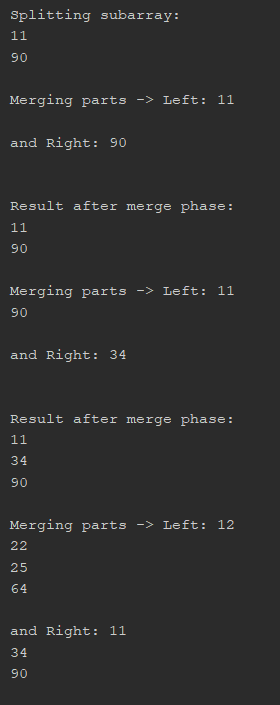 Splitting subarray:
11
90
Merging parts -> Left: 11
and Right: 90
Result after merge phase:
11
90
Merging parts -> Left: 11
90
and Right: 34
Result after merge phase:
11
34
90
Merging parts -> Left: 12
22
25
64
and Right: 11
34
90